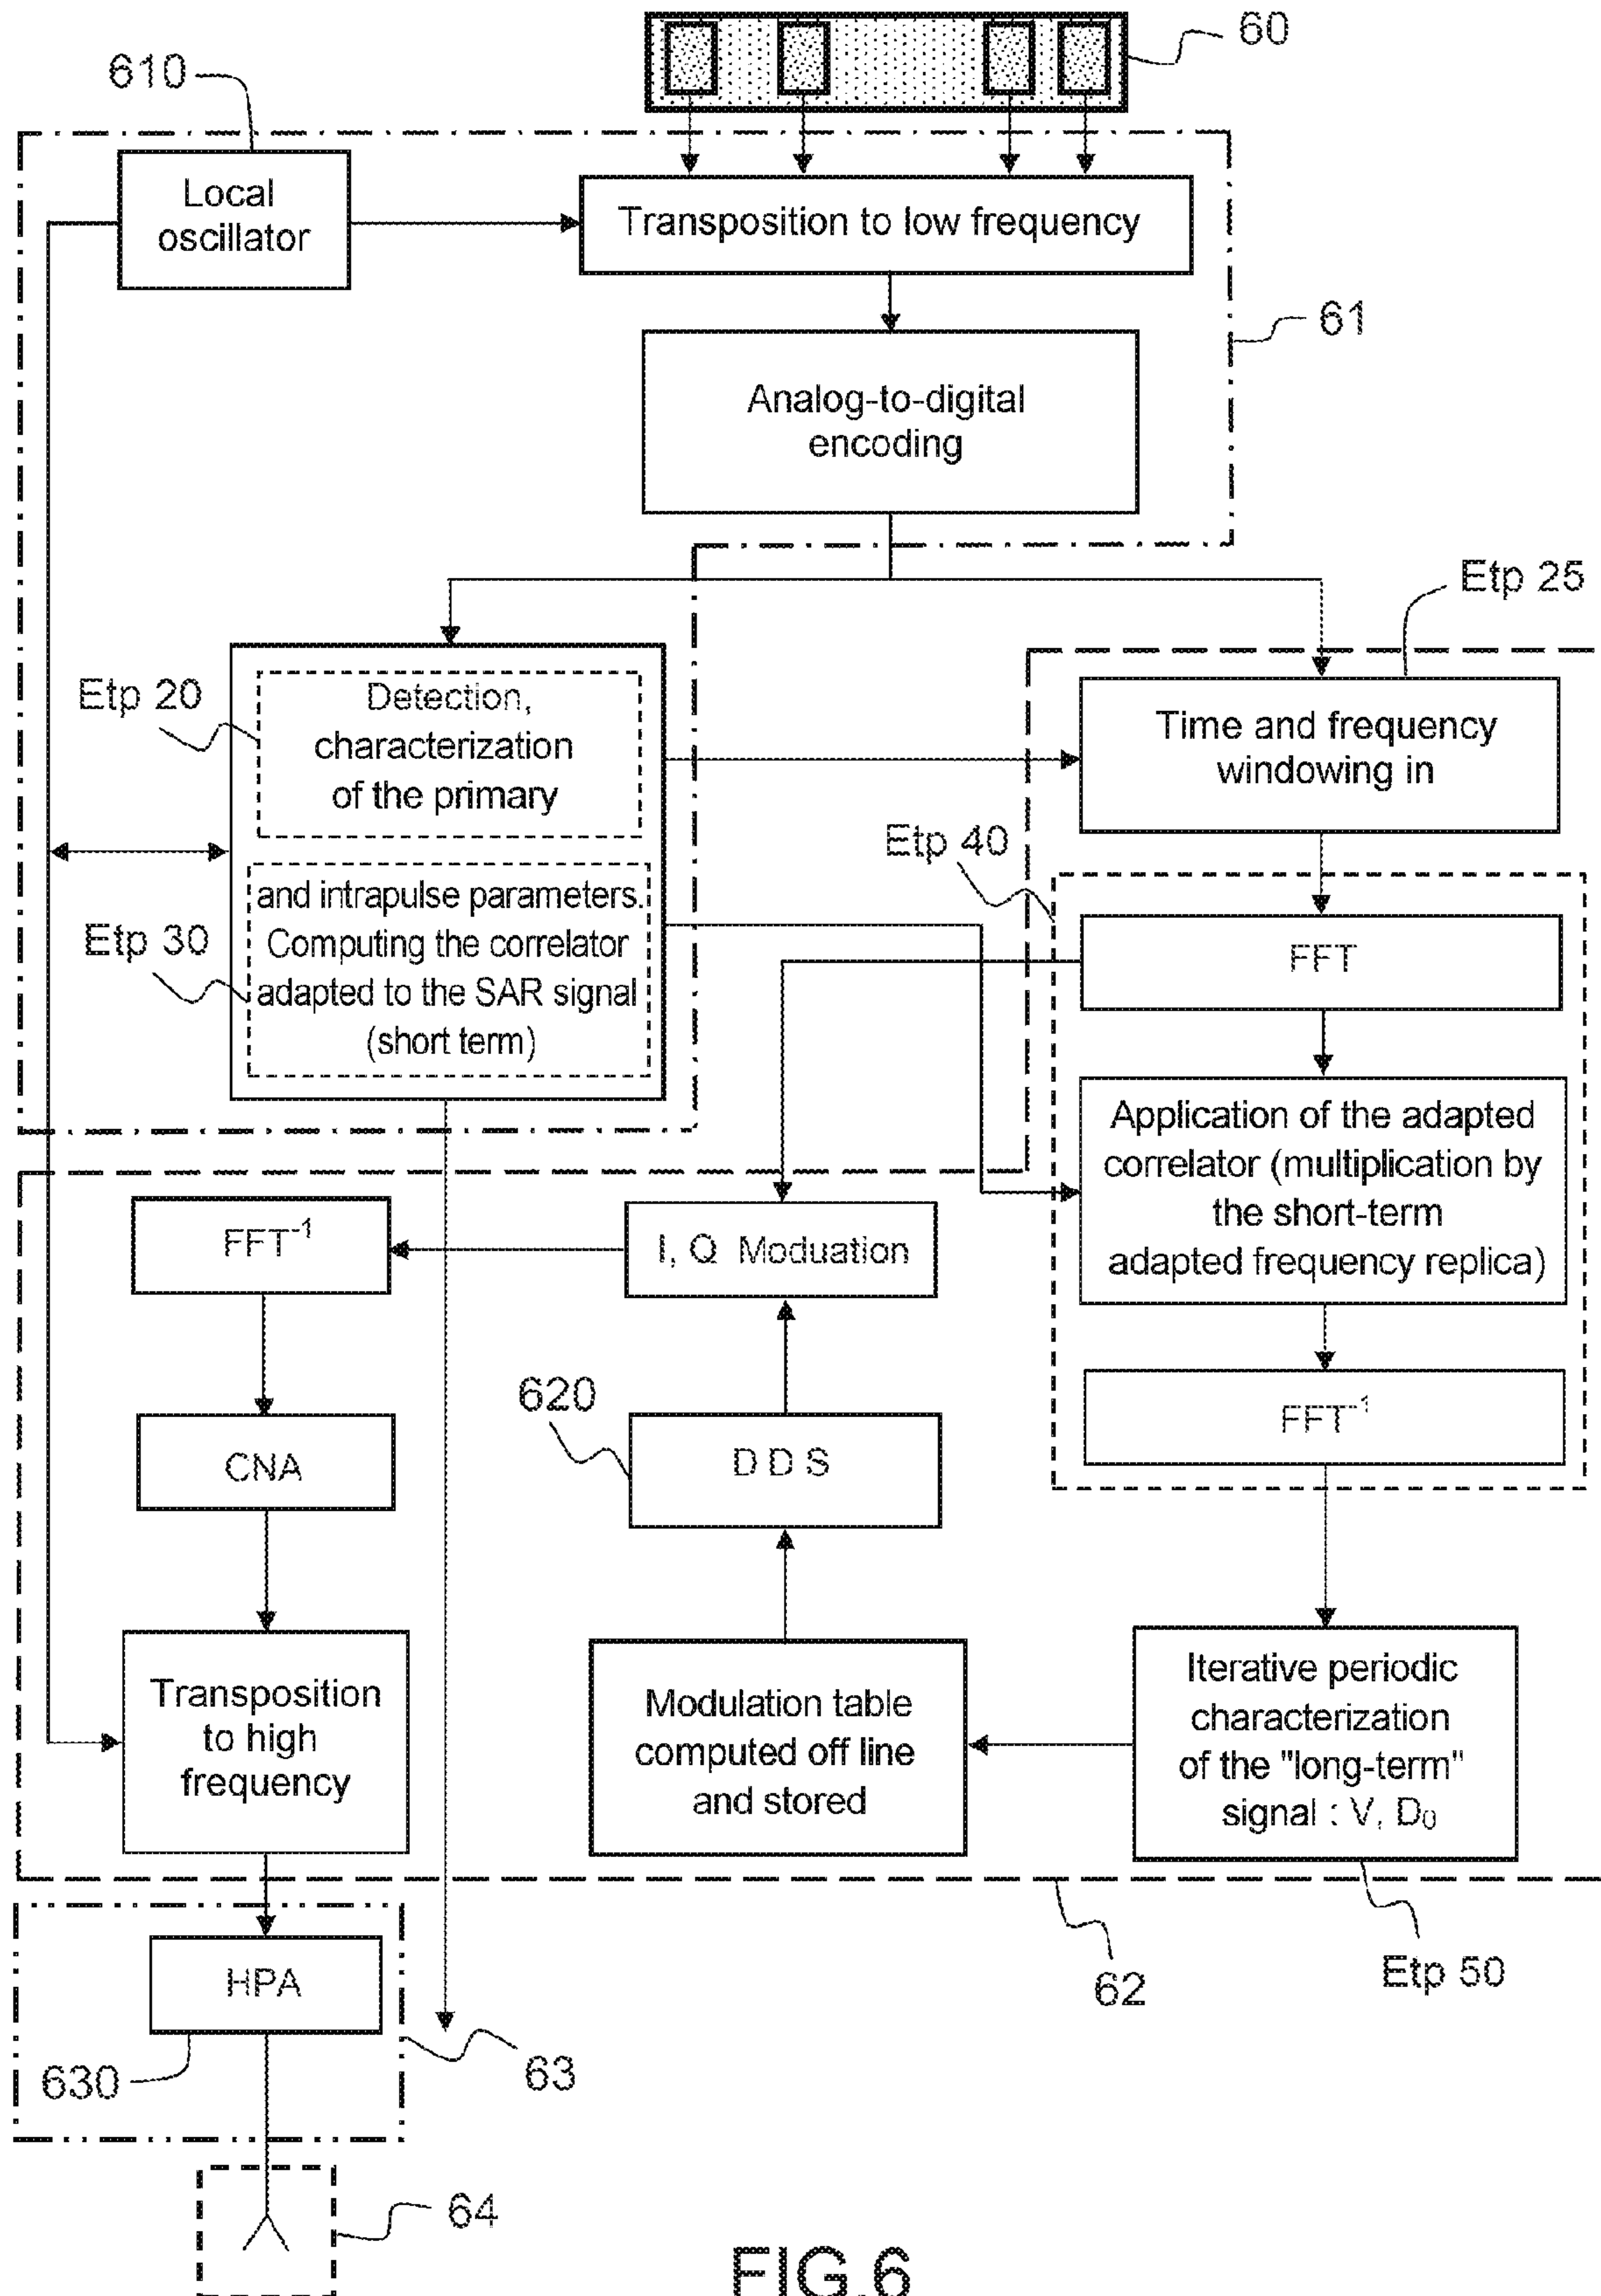 60
610
Local
oscillator
Transposition to low frequency
61
Analog-to-digital
encoding
Etp 25
Etp 20
Detection,
characterization
of the primary
Time and frequency
windowing in
Etp 40
Etp 30
and intrapulse parameters.
Computing the correlator
adapted to the SAR signal
(short term)
FFT
Application of the adapted
correlator (multiplication by
the short-term
adapted frequency replica)
FFT⁻¹
I, Q Moduation
FFT⁻¹
620
D D S
CNA
Transposition
to high
frequency
Modulation table
computed off line
and stored
Iterative periodic
characterization
of the "long-term"
signal : V, D₀
HPA
62
Etp 50
630
63
64
FIG.6